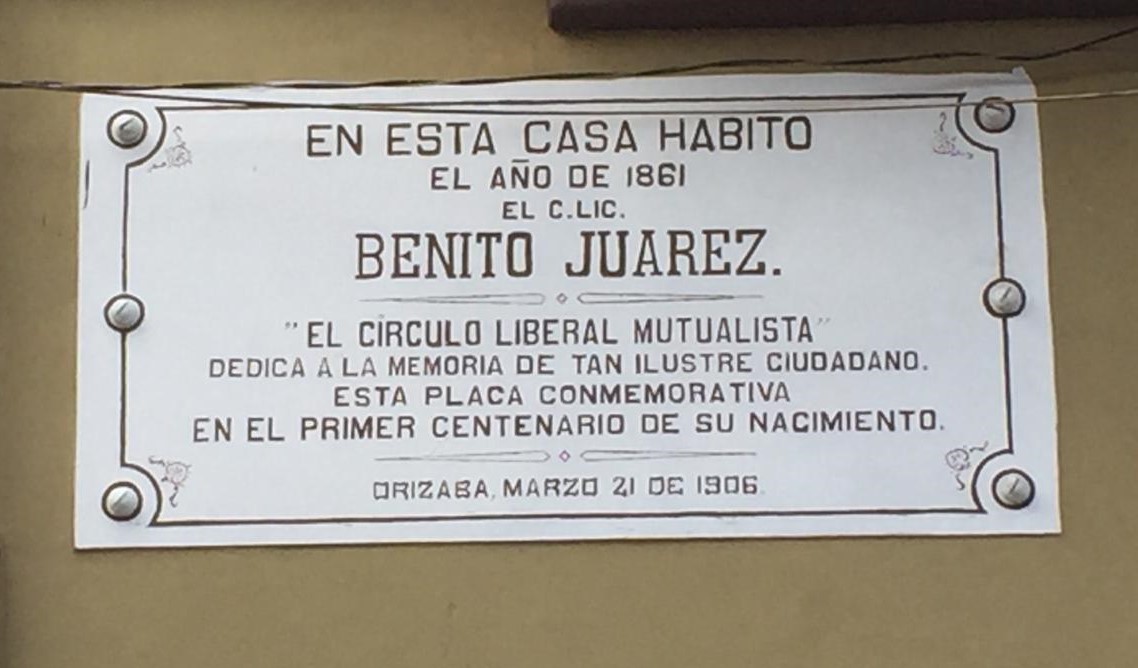 EN ESTA CASA HABITO
EL AÑO DE 1861
EL C.LIC.
BENITO JUAREZ.
"EL CÍRCULO LIBERAL MUTUALISTA"
DEDICA A LA MEMORIA DE TAN ILUSTRE CIUDADANO.
ESTA PLACA CONMEMORATIVA
EN EL PRIMER CENTENARIO DE SU NACIMIENTO.
ORIZABA, MARZO 21 DE 1906.